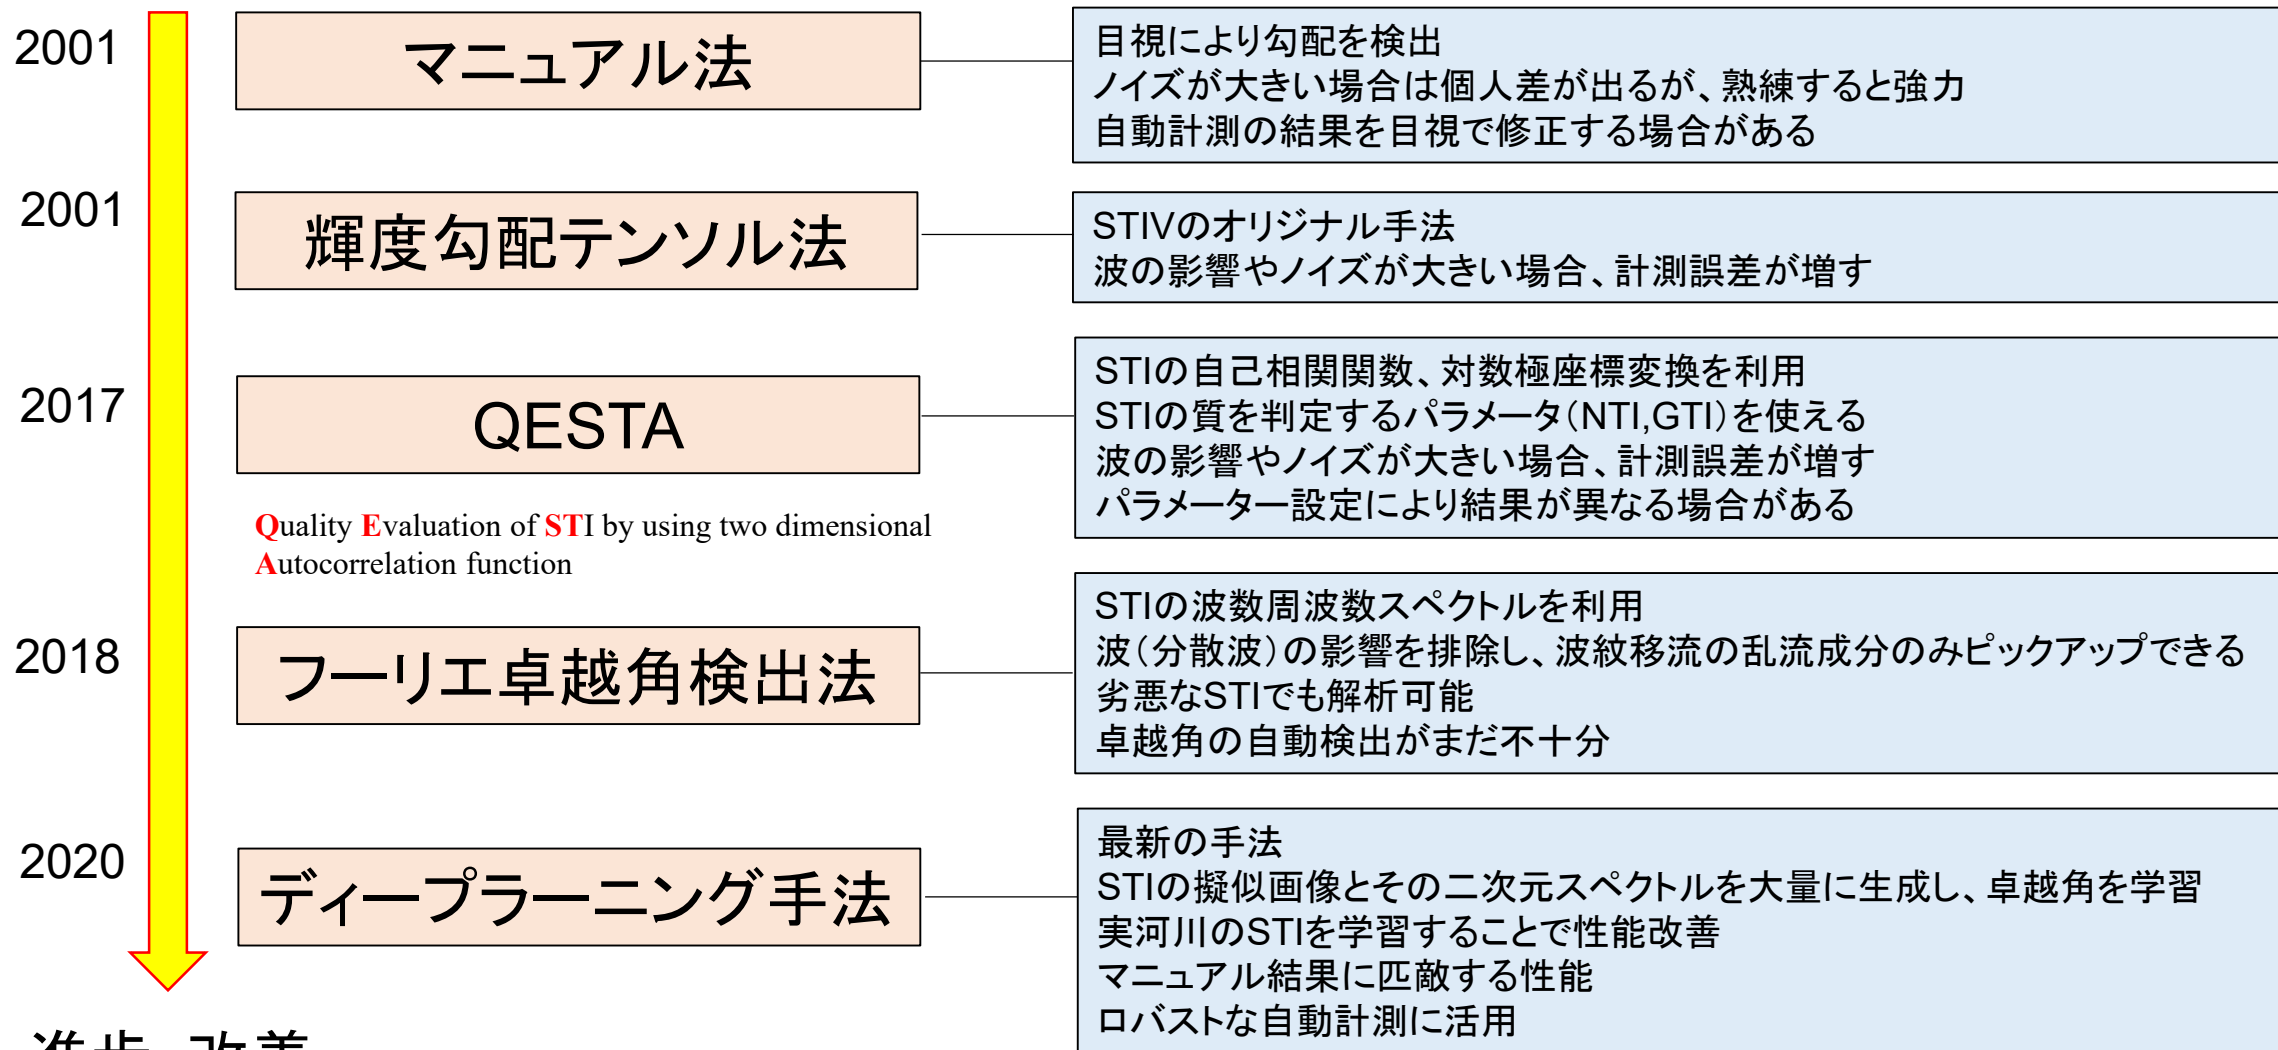 2001
マニュアル法
目視により勾配を検出
ノイズが大きい場合は個人差が出るが、熟練すると強力
自動計測の結果を目視で修正する場合がある
2001
輝度勾配テンソル法
STIVのオリジナル手法
波の影響やノイズが大きい場合、計測誤差が増す
2017
QESTA
Quality Evaluation of STI by using two dimensional
Autocorrelation function
STIの自己相関関数、対数極座標変換を利用
STIの質を判定するパラメータ（NTI,GTI）を使える
波の影響やノイズが大きい場合、計測誤差が増す
パラメーター設定により結果が異なる場合がある
2018
フーリエ卓越角検出法
STIの波数周波数スペクトルを利用
波（分散波）の影響を排除し、波紋移流の乱流成分のみピックアップできる
劣悪なSTIでも解析可能
卓越角の自動検出がまだ不十分
2020
ディープラーニング手法
最新の手法
STIの擬似画像とその二次元スペクトルを大量に生成し、卓越角を学習
実河川のSTIを学習することで性能改善
マニュアル結果に匹敵する性能
ロバストな自動計測に活用
進歩 改善